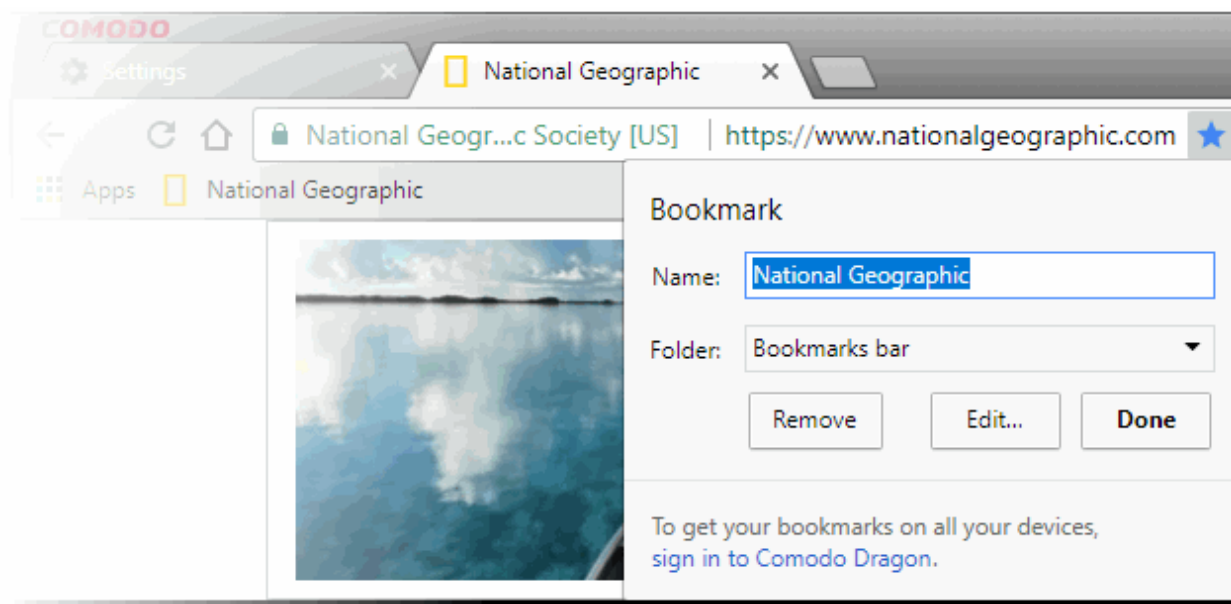 COMODO
Settings
National Geographic
National Geogr...c Society [US]
https://www.nationalgeographic.com
Apps
National Geographic
Bookmark
Name:
National Geographic
Folder:
Bookmarks bar
Remove
Edit...
Done
To get your bookmarks on all your devices,
sign in to Comodo Dragon.